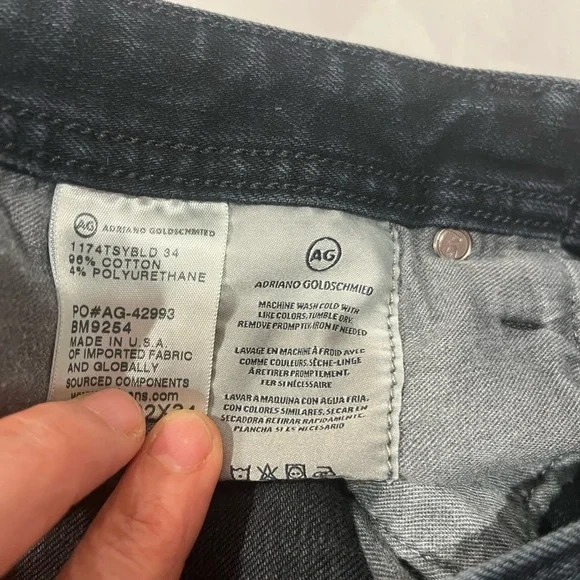 AG ADRIANO GOLDSCHMIED
1174TSYBLD 34
96% COTTON
4% POLYURETHANE
PO#AG-42993
BM9254
MADE IN U.S.A.
OF IMPORTED FABRIC
AND GLOBALLY
SOURCED COMPONENTS
AG
ADRIANO GOLDSCHMIED
MACHINE WASH COLD WITH
LIKE COLORS, TUMBLE DRY,
REMOVE PROMPTLY-IRON IF NEEDED
LAVAGE EN MACHINE À FROID AVEC
COMME COULEURS, SÈCHE-LINGE
À RETIRER PROMPTEMENT,
FER SI NÉCESSAIRE
LAVAR A MAQUINA CON AGUA FRIA,
CON COLORES SIMILARES, SECAR EN
SECADORA RETIRAR RAPIDAMENTE,
PLANCHA SI ES NECESARIO